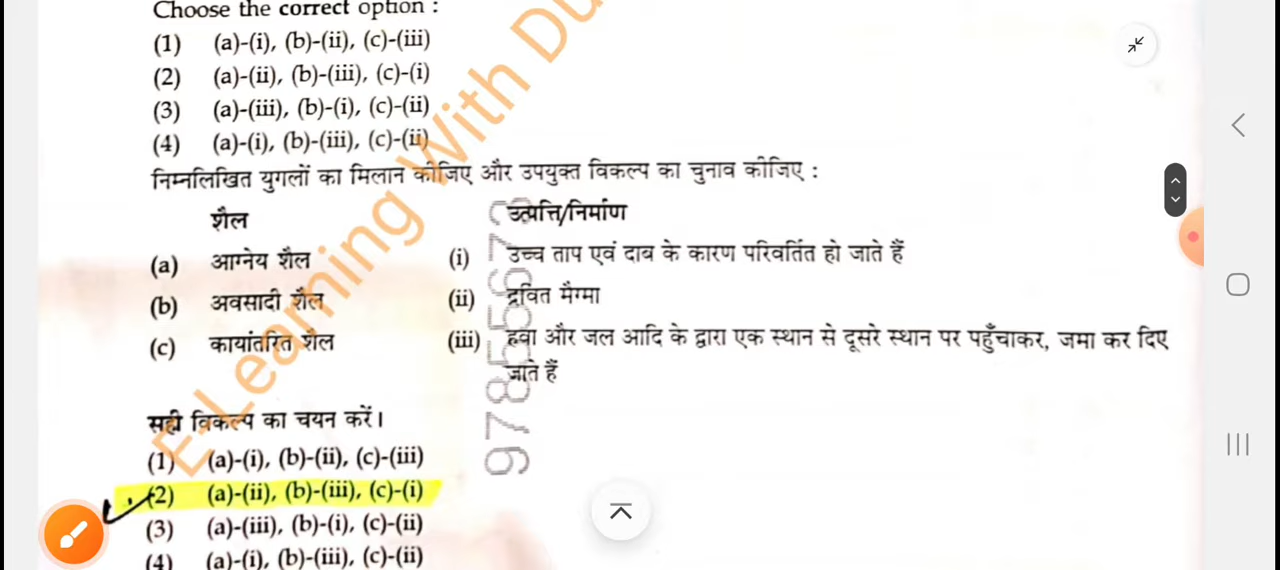 Choose the correct option :
(1) (a)-(i), (b)-(ii), (c)-(iii)
(2) (a)-(ii), (b)-(iii), (c)-(i)
(3) (a)-(iii), (b)-(i), (c)-(ii)
(4) (a)-(i), (b)-(iii), (c)-(ii)
निम्नलिखित युगलों का मिलान कीजिए और उपयुक्त विकल्प का चुनाव कीजिए :
शैल उत्पत्ति/निर्माण
(a) आग्नेय शैल (i) उच्च ताप एवं दाब के कारण परिवर्तित हो जाते हैं
(b) अवसादी शैल (ii) द्रवित मैग्मा
(c) कायांतरित शैल (iii) हवा और जल आदि के द्वारा एक स्थान से दूसरे स्थान पर पहुँचाकर, जमा कर दिए
जाते हैं
सही विकल्प का चयन करें।
(1) (a)-(i), (b)-(ii), (c)-(iii)
(2) (a)-(ii), (b)-(iii), (c)-(i)
(3) (a)-(iii), (b)-(i), (c)-(ii)
(4) (a)-(i), (b)-(iii), (c)-(ii)
E-Learning With